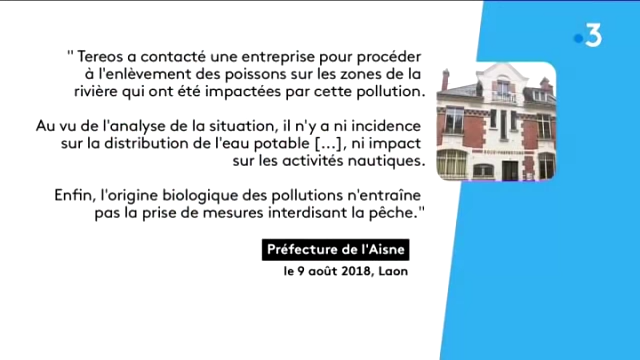 3
" Tereos a contacté une entreprise pour procéder
à l'enlèvement des poissons sur les zones de la
rivière qui ont été impactées par cette pollution.
Au vu de l'analyse de la situation, il n'y a ni incidence
sur la distribution de l'eau potable [...], ni impact
sur les activités nautiques.
Enfin, l'origine biologique des pollutions n'entraîne
pas la prise de mesures interdisant la pêche."
Préfecture de l'Aisne
le 9 août 2018, Laon